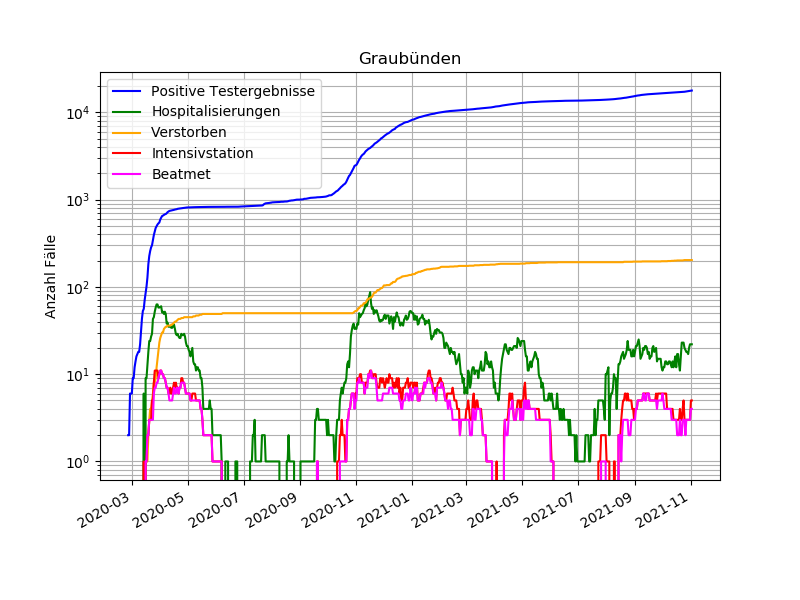 Graubünden
Positive Testergebnisse
Hospitalisierungen
Verstorben
Intensivstation
Beatmet
Anzahl Fälle
10⁴
10³
10²
10¹
10⁰
2020-03
2020-05
2020-07
2020-09
2020-11
2021-01
2021-03
2021-05
2021-07
2021-09
2021-11